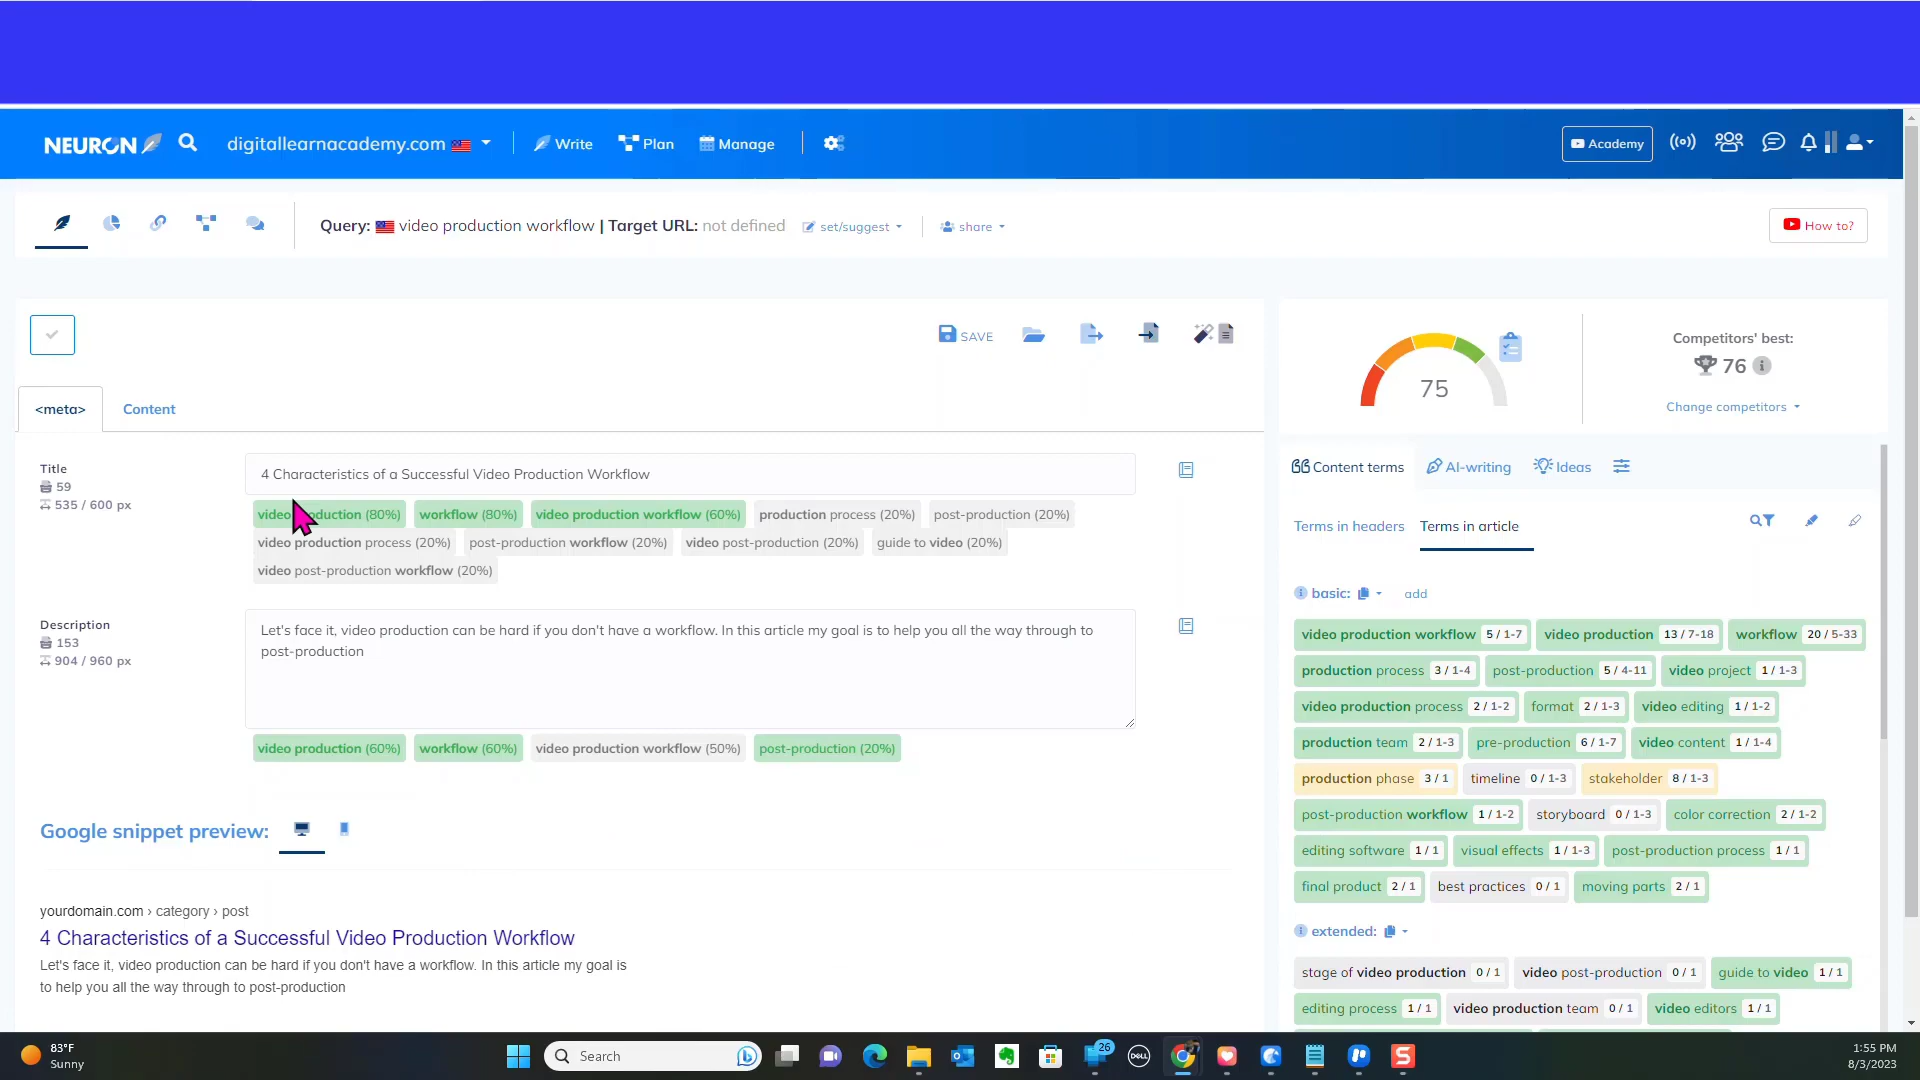 NEURON digitallearnacademy.com Write Plan Manage Academy
Query: video production workflow | Target URL: not defined set/suggest share How to?
SAVE
<meta> Content
Title
59
535 / 600 px
4 Characteristics of a Successful Video Production Workflow
workflow (80%) video production workflow (60%) production process (20%) post-production (20%)
video production process (20%) post-production workflow (20%) video post-production (20%) guide to video (20%)
video post-production workflow (20%)
Description
153
904 / 960 px
Let's face it, video production can be hard if you don't have a workflow. In this article my goal is to help you all the way through to
post-production
video production (60%) workflow (60%) video production workflow (50%) post-production (20%)
Google snippet preview:
yourdomain.com › category › post
4 Characteristics of a Successful Video Production Workflow
Let's face it, video production can be hard if you don't have a workflow. In this article my goal is
to help you all the way through to post-production
75
Competitors' best:
76
Change competitors
Content terms AI-writing Ideas
Terms in headers Terms in article
basic: add
video production workflow 5 / 1-7 video production 13 / 7-18 workflow 20 / 5-33
production process 3 / 1-4 post-production 5 / 4-11 video project 1 / 1-3
video production process 2 / 1-2 format 2 / 1-3 video editing 1 / 1-2
production team 2 / 1-3 pre-production 6 / 1-7 video content 1 / 1-4
production phase 3 / 1 timeline 0 / 1-3 stakeholder 8 / 1-3
post-production workflow 1 / 1-2 storyboard 0 / 1-3 color correction 2 / 1-2
editing software 1 / 1 visual effects 1 / 1-3 post-production process 1 / 1
final product 2 / 1 best practices 0 / 1 moving parts 2 / 1
extended:
stage of video production 0 / 1 video post-production 0 / 1 guide to video 1 / 1
editing process 1 / 1 video production team 0 / 1 video editors 1 / 1
83°F
Sunny
Search
26
DELL
1:55 PM
8/3/2023